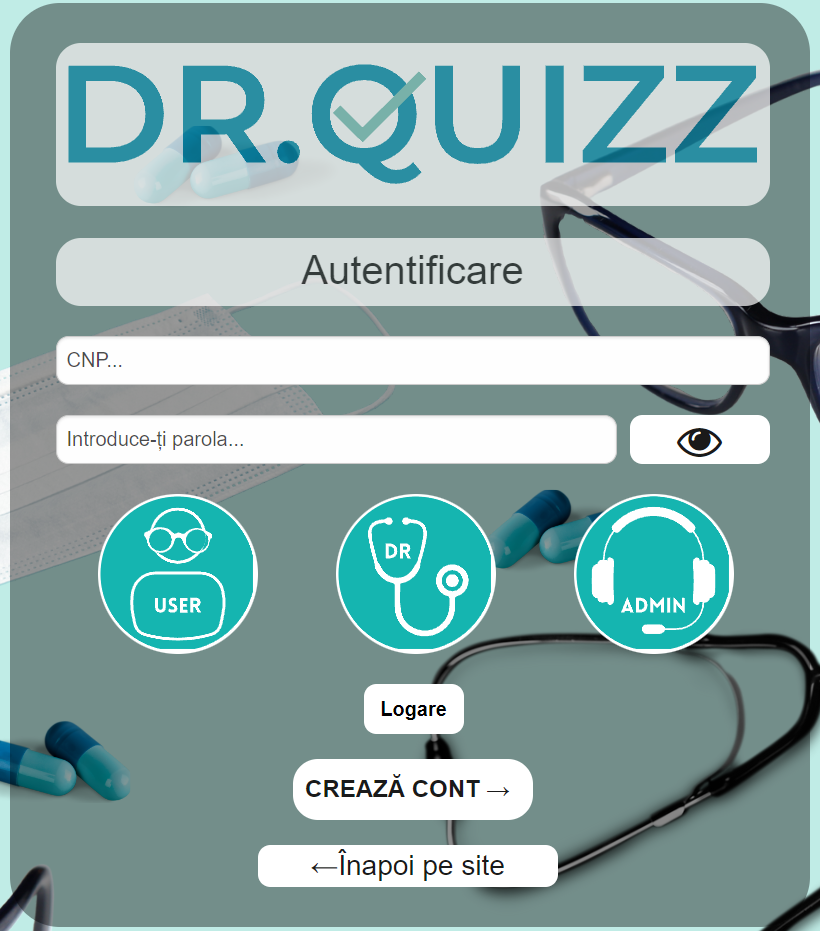 DR.QUIZZ
Autentificare
CNP...
Introduce-ți parola...
USER
DR
ADMIN
Logare
CREAZĂ CONT →
←Înapoi pe site